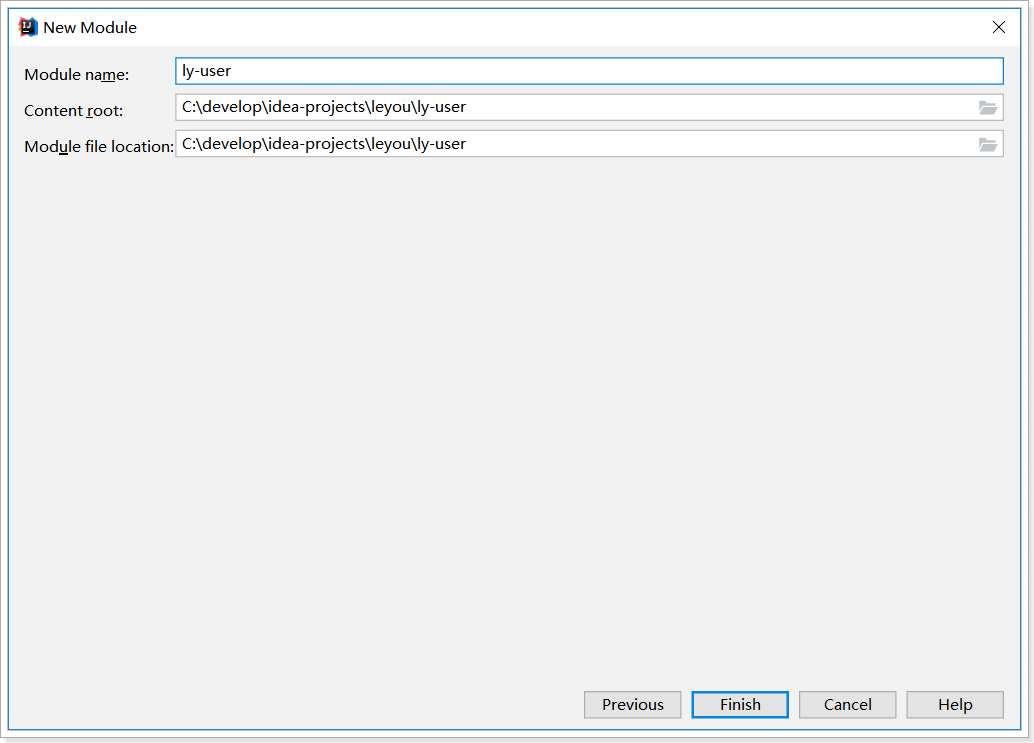 New Module
Module name: ly-user
Content root: C:\develop\idea-projects\leyou\ly-user
Module file location: C:\develop\idea-projects\leyou\ly-user
Previous Finish Cancel Help